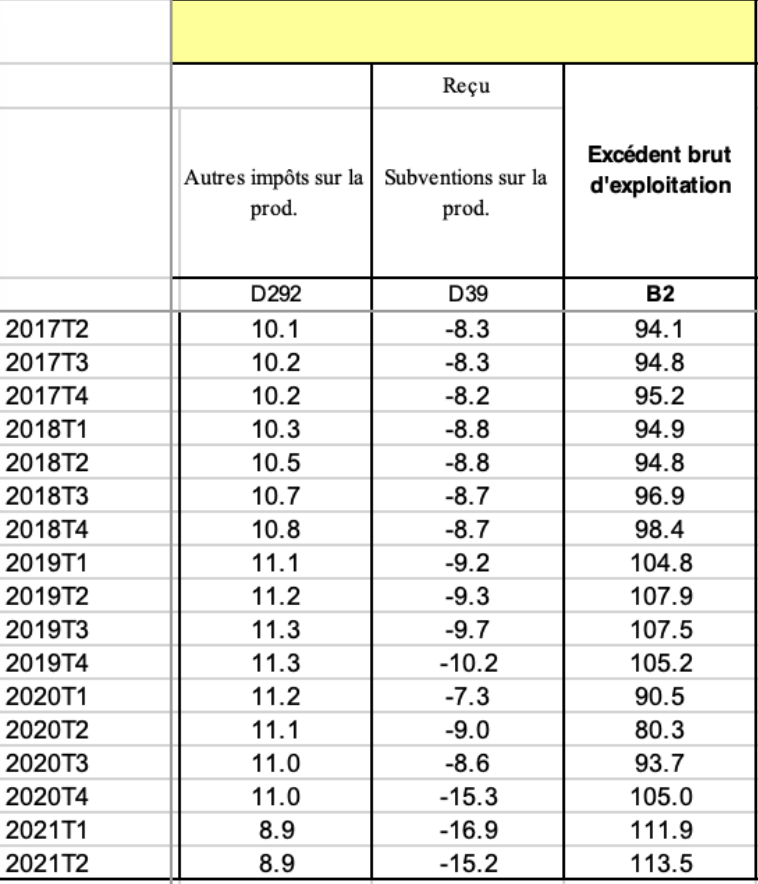 Reçu
Autres impôts sur la
prod.
Subventions sur la
prod.
Excédent brut
d'exploitation
D292 D39 B2
2017T2 10.1 -8.3 94.1
2017T3 10.2 -8.3 94.8
2017T4 10.2 -8.2 95.2
2018T1 10.3 -8.8 94.9
2018T2 10.5 -8.8 94.8
2018T3 10.7 -8.7 96.9
2018T4 10.8 -8.7 98.4
2019T1 11.1 -9.2 104.8
2019T2 11.2 -9.3 107.9
2019T3 11.3 -9.7 107.5
2019T4 11.3 -10.2 105.2
2020T1 11.2 -7.3 90.5
2020T2 11.1 -9.0 80.3
2020T3 11.0 -8.6 93.7
2020T4 11.0 -15.3 105.0
2021T1 8.9 -16.9 111.9
2021T2 8.9 -15.2 113.5